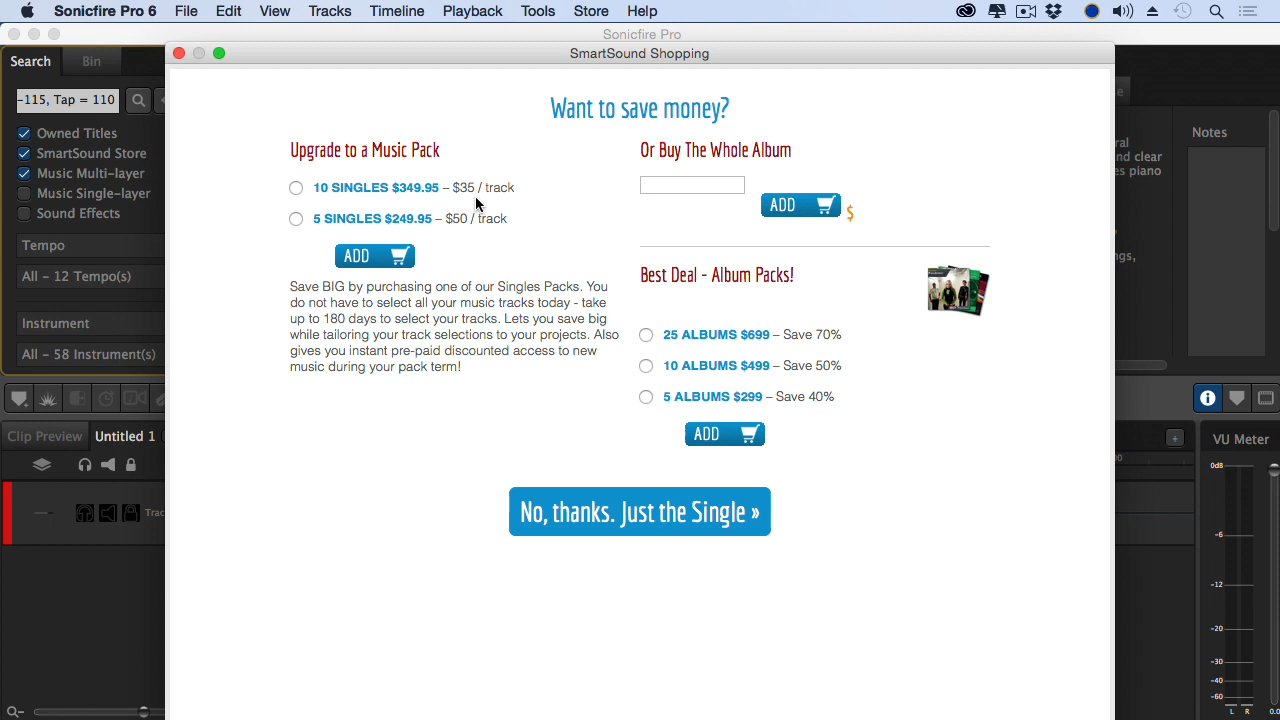 Sonicfire Pro 6 File Edit View Tracks Timeline Playback Tools Store Help
Sonicfire Pro
SmartSound Shopping
Search Bin
–115, Tap = 110
Owned Titles
SmartSound Store
Music Multi-layer
Music Single-layer
Sound Effects
Tempo
All – 12 Tempo(s)
Instrument
All – 58 Instrument(s)
Clip Preview Untitled 1
Trac
Want to save money?
Upgrade to a Music Pack
10 SINGLES $349.95 – $35 / track
5 SINGLES $249.95 – $50 / track
ADD
Save BIG by purchasing one of our Singles Packs. You
do not have to select all your music tracks today - take
up to 180 days to select your tracks. Lets you save big
while tailoring your track selections to your projects. Also
gives you instant pre-paid discounted access to new
music during your pack term!
Or Buy The Whole Album
ADD
$
Best Deal - Album Packs!
25 ALBUMS $699 – Save 70%
10 ALBUMS $499 – Save 50%
5 ALBUMS $299 – Save 40%
ADD
No, thanks. Just the Single »
nd clear
es piano
ngs,
Notes
VU Meter
0dB
-6
-12
-20
-30
-40
-60
L R
0.0